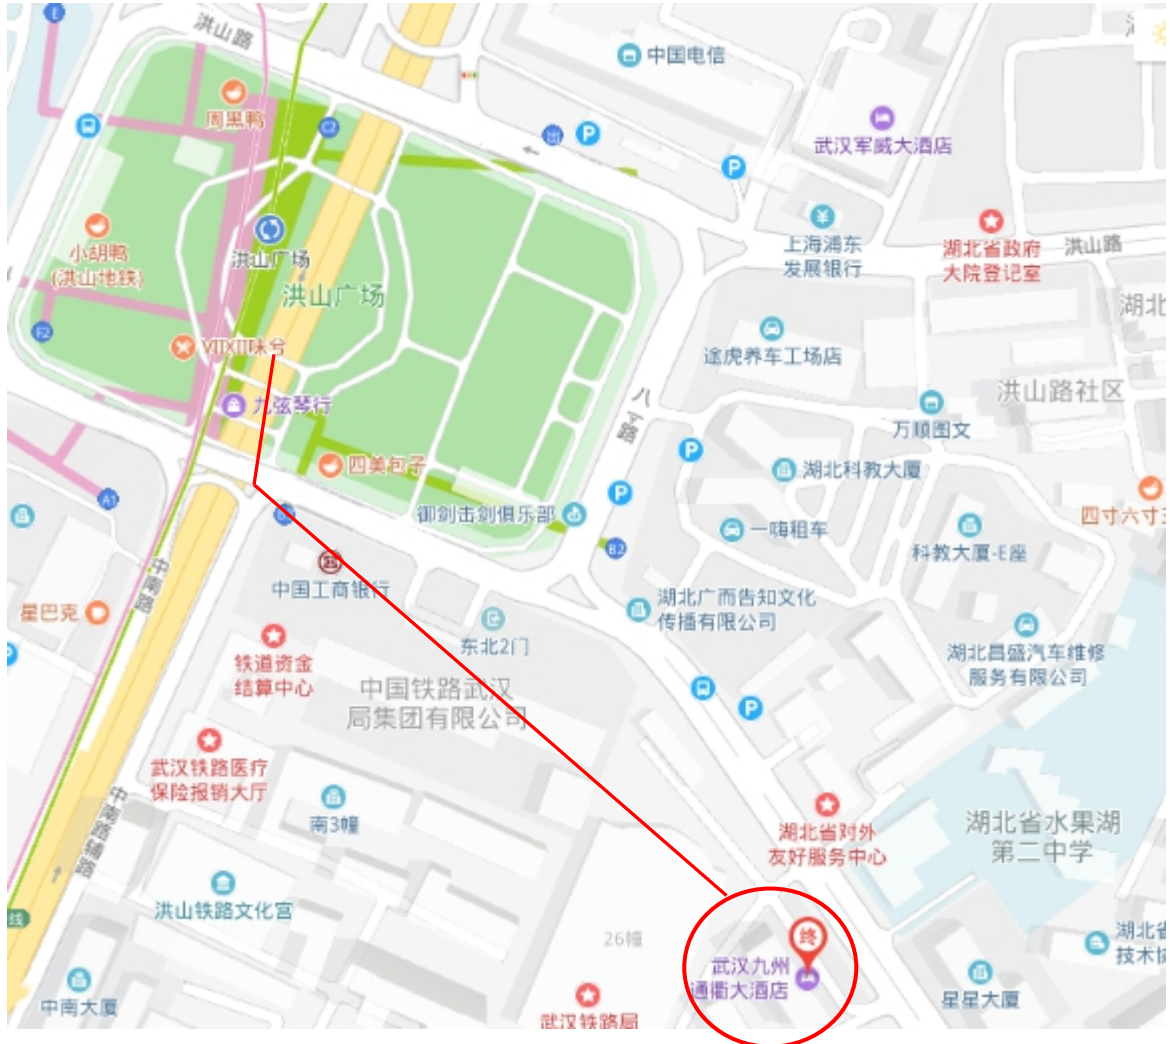 E
洪山路
中国电信
周黑鸭
C2
P
武汉军威大酒店
P
小胡鸭
(洪山地铁)
洪山广场
洪山广场
上海浦东
发展银行
湖北省政府
大院登记室
洪山路
湖北
F2
途虎养车工场店
洪山路社区
九弦琴行
八一路
万顺图文
四美包子
P
湖北科教大厦
A1
御剑击剑俱乐部
P
四寸六寸
一嗨租车
科教大厦-E座
B2
中国工商银行
中南路
星巴克
湖北广而告知文化
传播有限公司
东北2门
铁道资金
结算中心
湖北昌盛汽车维修
服务有限公司
P
中国铁路武汉
局集团有限公司
P
武汉铁路医疗
保险报销大厅
中南路辅路
南3幢
湖北省对外
友好服务中心
湖北省水果湖
第二中学
洪山铁路文化宫
线
26幢
终
武汉九州
通衢大酒店
湖北省
技术
中南大厦
武汉铁路局
星星大厦